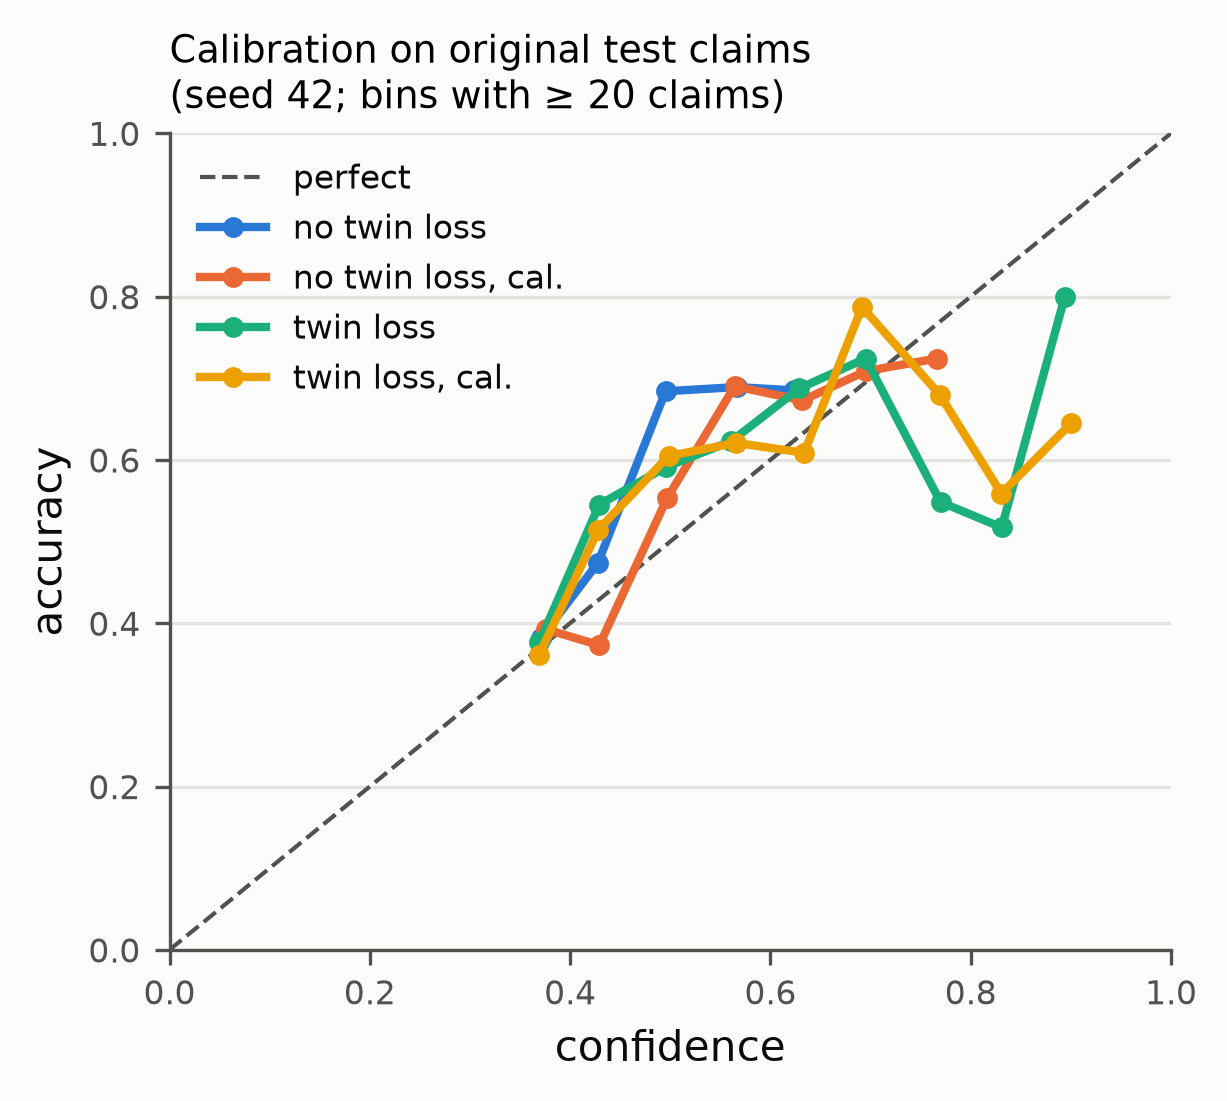 Calibration on original test claims
(seed 42; bins with ≥ 20 claims)
1.0
0.8
0.6
0.4
0.2
0.0
accuracy
perfect
no twin loss
no twin loss, cal.
twin loss
twin loss, cal.
0.0 0.2 0.4 0.6 0.8 1.0
confidence